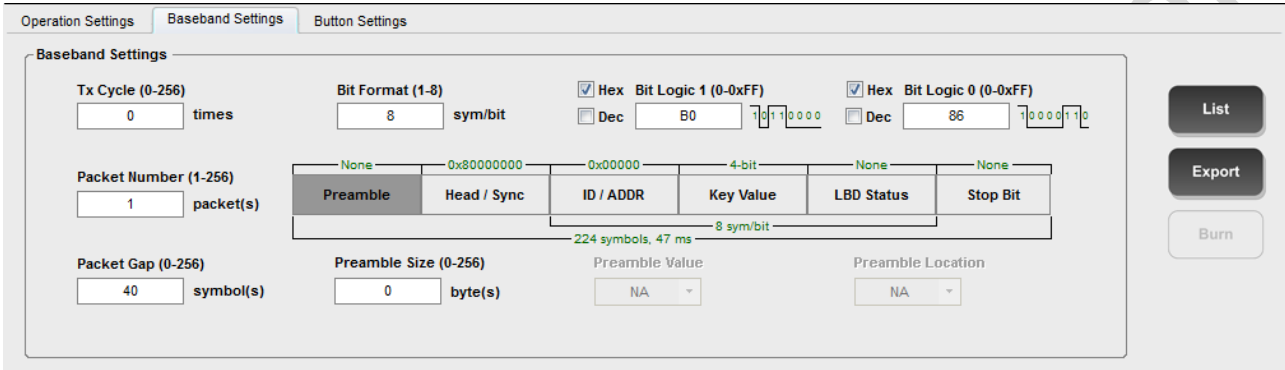 Operation Settings Baseband Settings Button Settings
Baseband Settings
Tx Cycle (0-256) Bit Format (1-8) Hex Bit Logic 1 (0-0xFF) Hex Bit Logic 0 (0-0xFF)
0 times 8 sym/bit Dec B0 10110000 Dec 86 10000110
List
None 0x80000000 0x00000 4-bit None None
Packet Number (1-256)
Preamble Head / Sync ID / ADDR Key Value LBD Status Stop Bit
1 packet(s)
Export
8 sym/bit
224 symbols, 47 ms
Burn
Packet Gap (0-256) Preamble Size (0-256) Preamble Value Preamble Location
40 symbol(s) 0 byte(s) NA NA